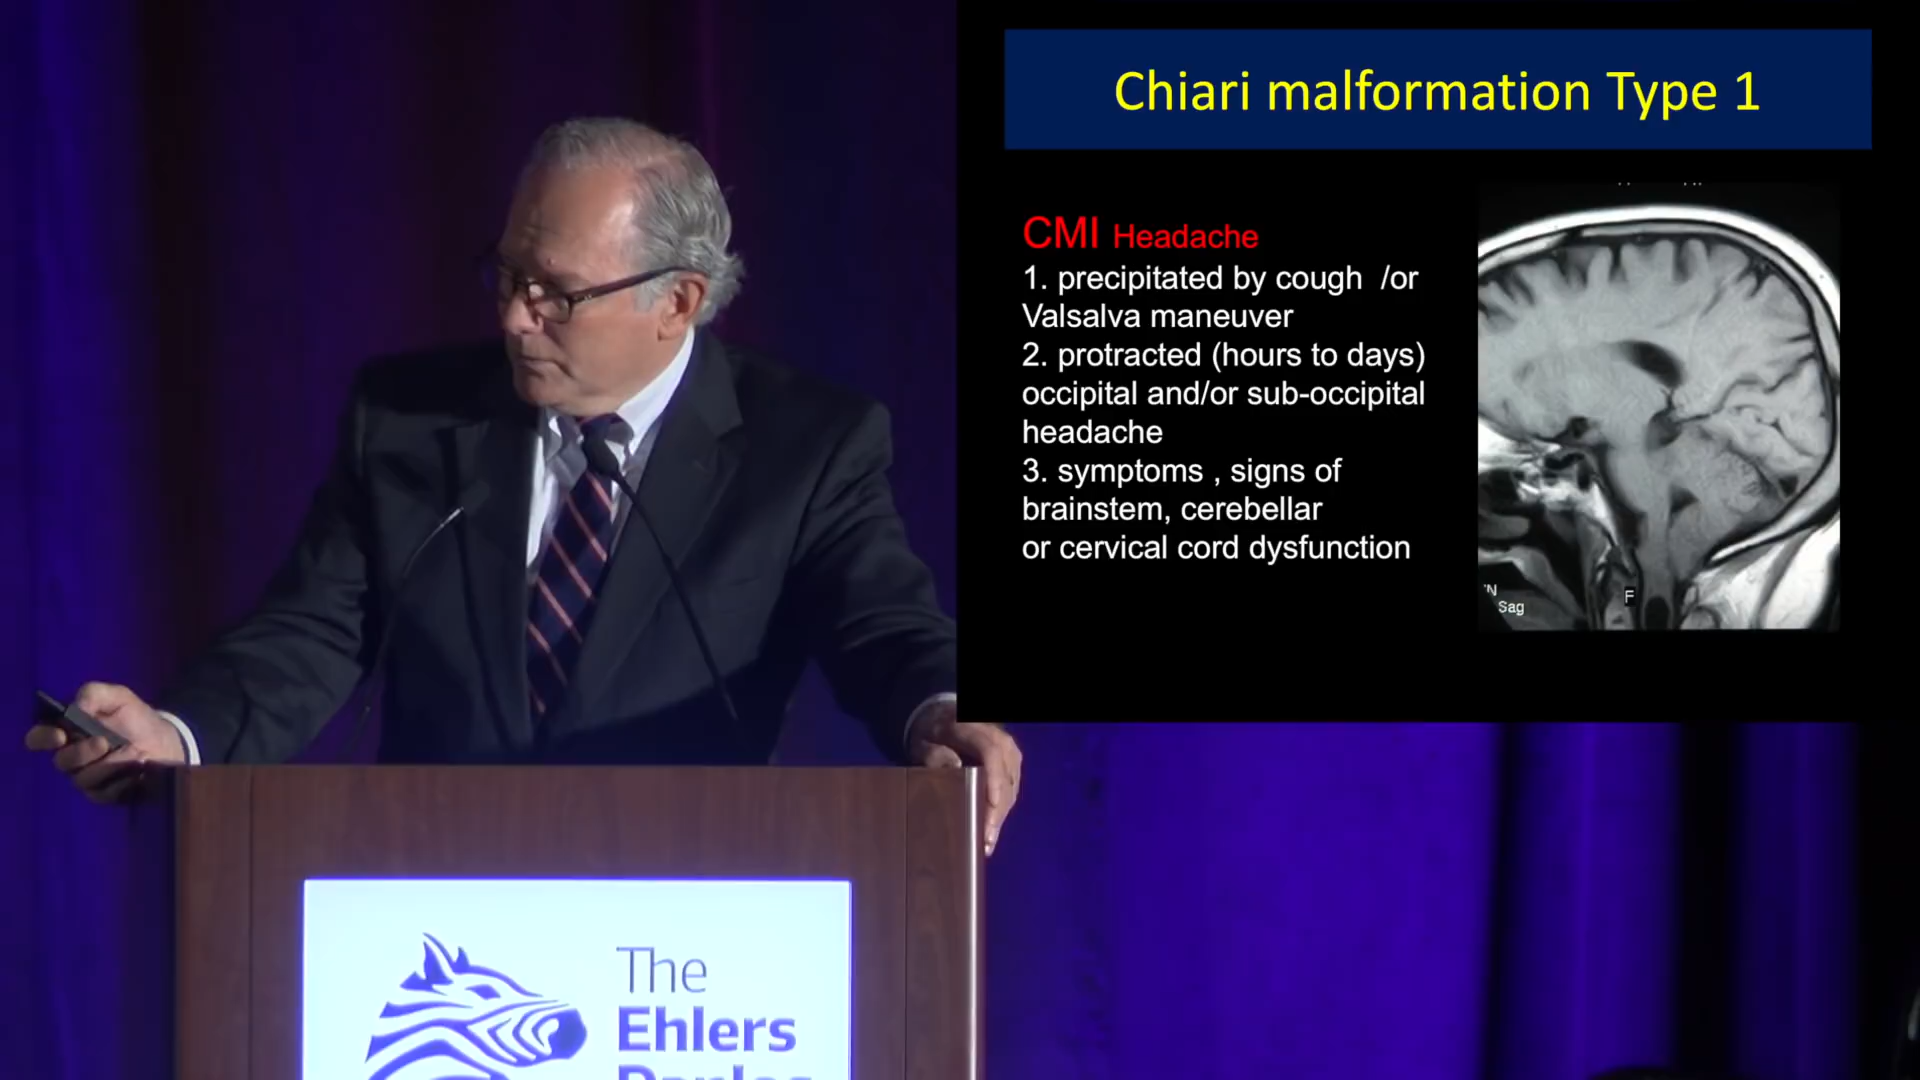 Chiari malformation Type 1
CMI Headache
1. precipitated by cough  /or
Valsalva maneuver
2. protracted (hours to days)
occipital and/or sub-occipital
headache
3. symptoms , signs of
brainstem, cerebellar
or cervical cord dysfunction
Sag
F
The
Ehlers